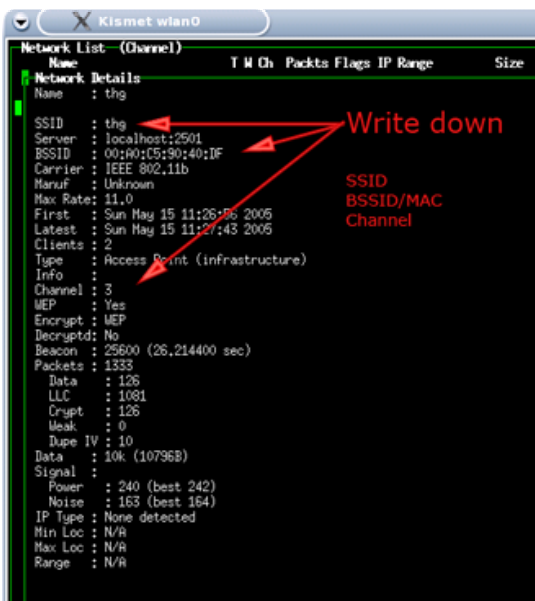 Kismet wlan0
Network List (Channel)
Name T W Ch Packts Flags IP Range Size
Network Details
Name : thg
SSID : thg
Server : localhost:2501
BSSID : 00:A0:C5:90:40:DF
Carrier : IEEE 802.11b
Manuf : Unknown
Max Rate: 11.0
First : Sun May 15 11:26:56 2005
Latest : Sun May 15 11:27:43 2005
Clients : 2
Type : Access Point (infrastructure)
Info :
Channel : 3
WEP : Yes
Encrypt : WEP
Decryptd: No
Beacon : 25600 (26.214400 sec)
Packets : 1333
Data : 126
LLC : 1081
Crypt : 126
Weak : 0
Dupe IV : 10
Data : 10k (10796B)
Signal :
Power : 240 (best 242)
Noise : 163 (best 164)
IP Type : None detected
Min Loc : N/A
Max Loc : N/A
Range : N/A
Write down
SSID
BSSID/MAC
Channel